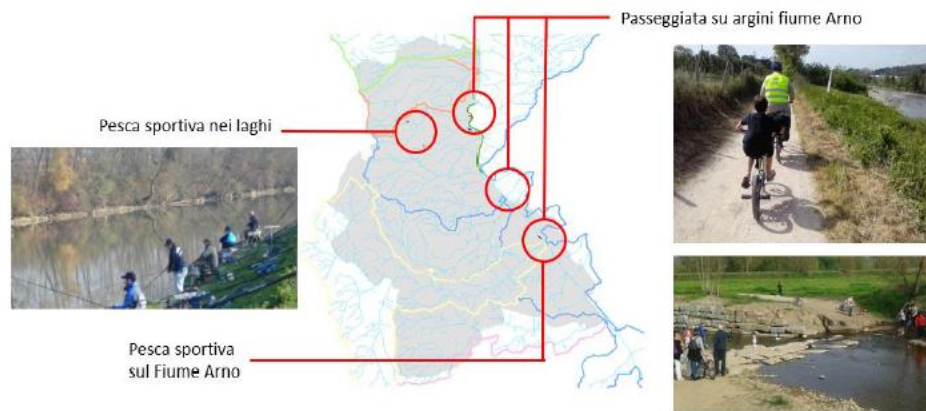 Passeggiata su argini fiume Arno
Pesca sportiva nei laghi
Pesca sportiva
sul Fiume Arno